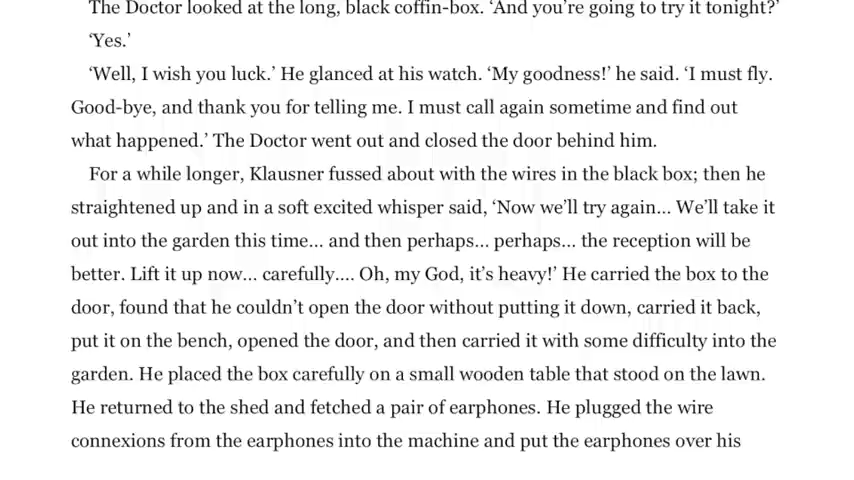 The Doctor looked at the long, black coffin-box. ‘And you’re going to try it tonight?’
‘Yes.’
‘Well, I wish you luck.’ He glanced at his watch. ‘My goodness!’ he said. ‘I must fly.
Good-bye, and thank you for telling me. I must call again sometime and find out
what happened.’ The Doctor went out and closed the door behind him.
For a while longer, Klausner fussed about with the wires in the black box; then he
straightened up and in a soft excited whisper said, ‘Now we’ll try again… We’ll take it
out into the garden this time… and then perhaps… perhaps… the reception will be
better. Lift it up now… carefully…. Oh, my God, it’s heavy!’ He carried the box to the
door, found that he couldn’t open the door without putting it down, carried it back,
put it on the bench, opened the door, and then carried it with some difficulty into the
garden. He placed the box carefully on a small wooden table that stood on the lawn.
He returned to the shed and fetched a pair of earphones. He plugged the wire
connexions from the earphones into the machine and put the earphones over his